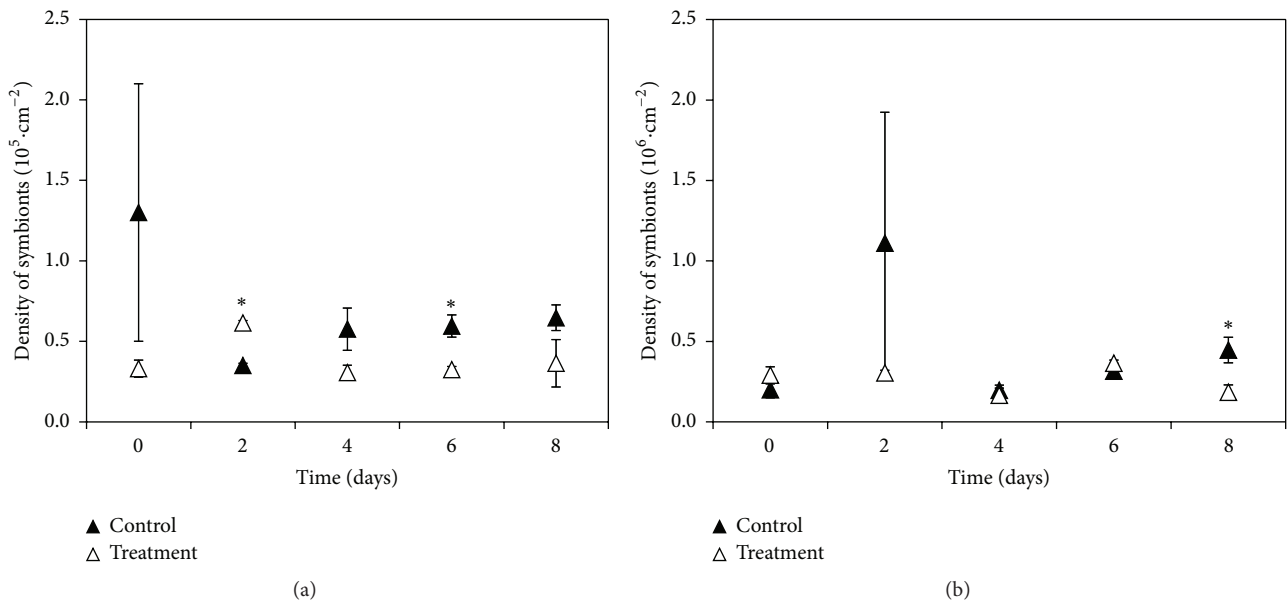 2.5
2.0
1.5
1.0
0.5
0.0
Density of symbionts (10⁵·cm⁻²)
*
*
0 2 4 6 8
Time (days)
Control
Treatment
(a)
2.5
2.0
1.5
1.0
0.5
0.0
Density of symbionts (10⁶·cm⁻²)
*
0 2 4 6 8
Time (days)
Control
Treatment
(b)